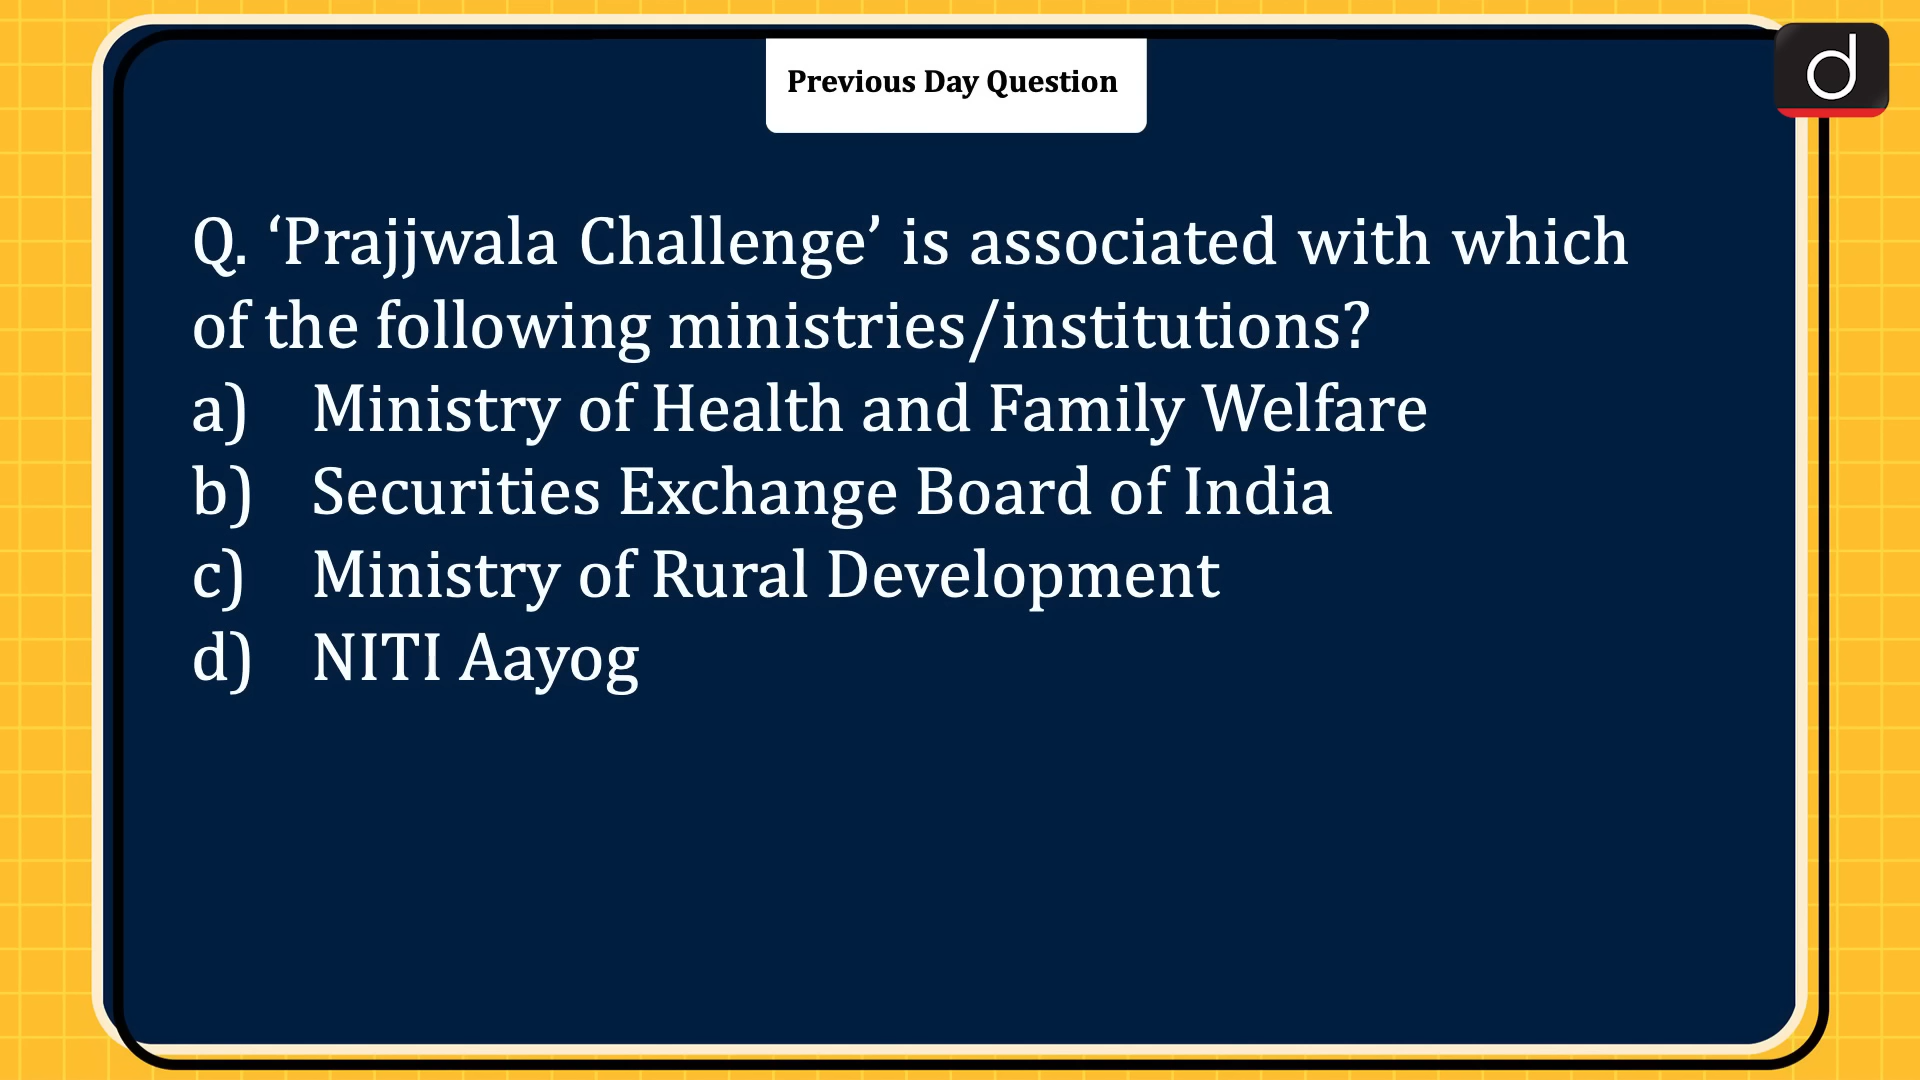 Previous Day Question
d
Q. ‘Prajjwala Challenge’ is associated with which
of the following ministries/institutions?
a) Ministry of Health and Family Welfare
b) Securities Exchange Board of India
c) Ministry of Rural Development
d) NITI Aayog